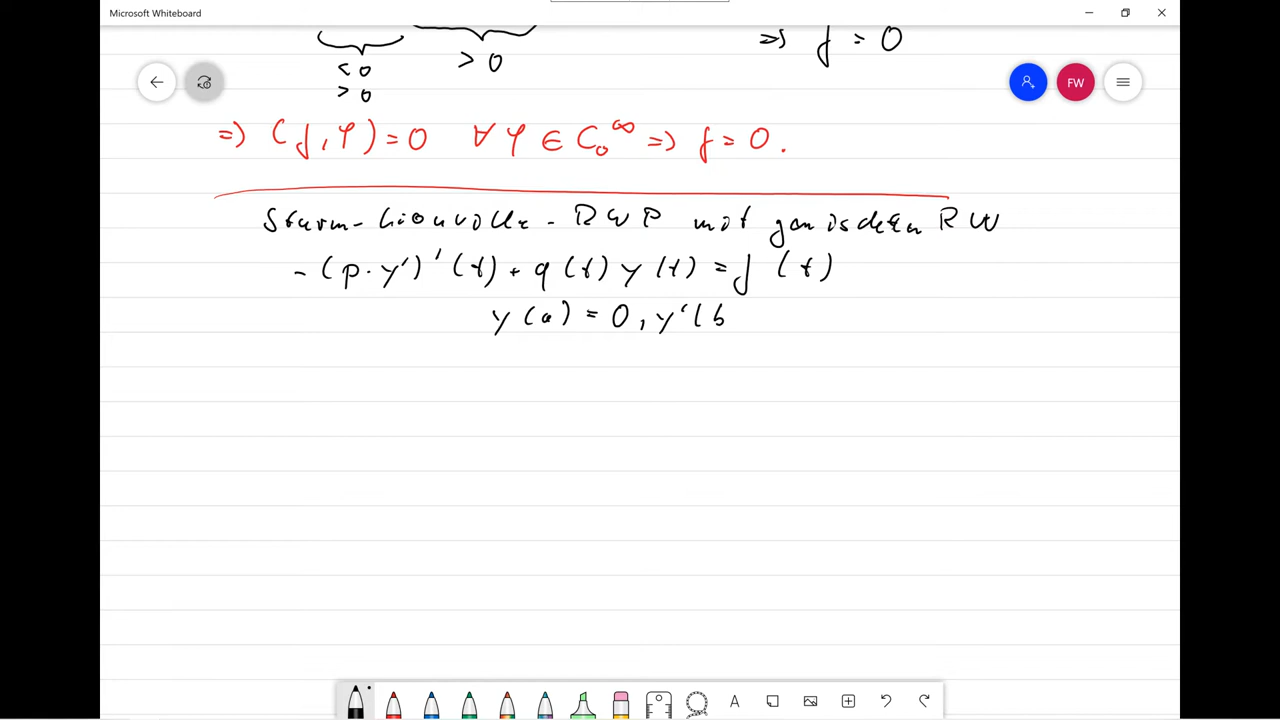 Microsoft Whiteboard
< 0
> 0
> 0
=> f = 0
FW
=> (f, φ) = 0 ∀ φ ∈ C₀^∞ => f = 0.
Sturm-Liouville-RWP mit gemischten RW
- (p·y')'(t) + q(t) y(t) = f(t)
y(a) = 0, y'(b
A